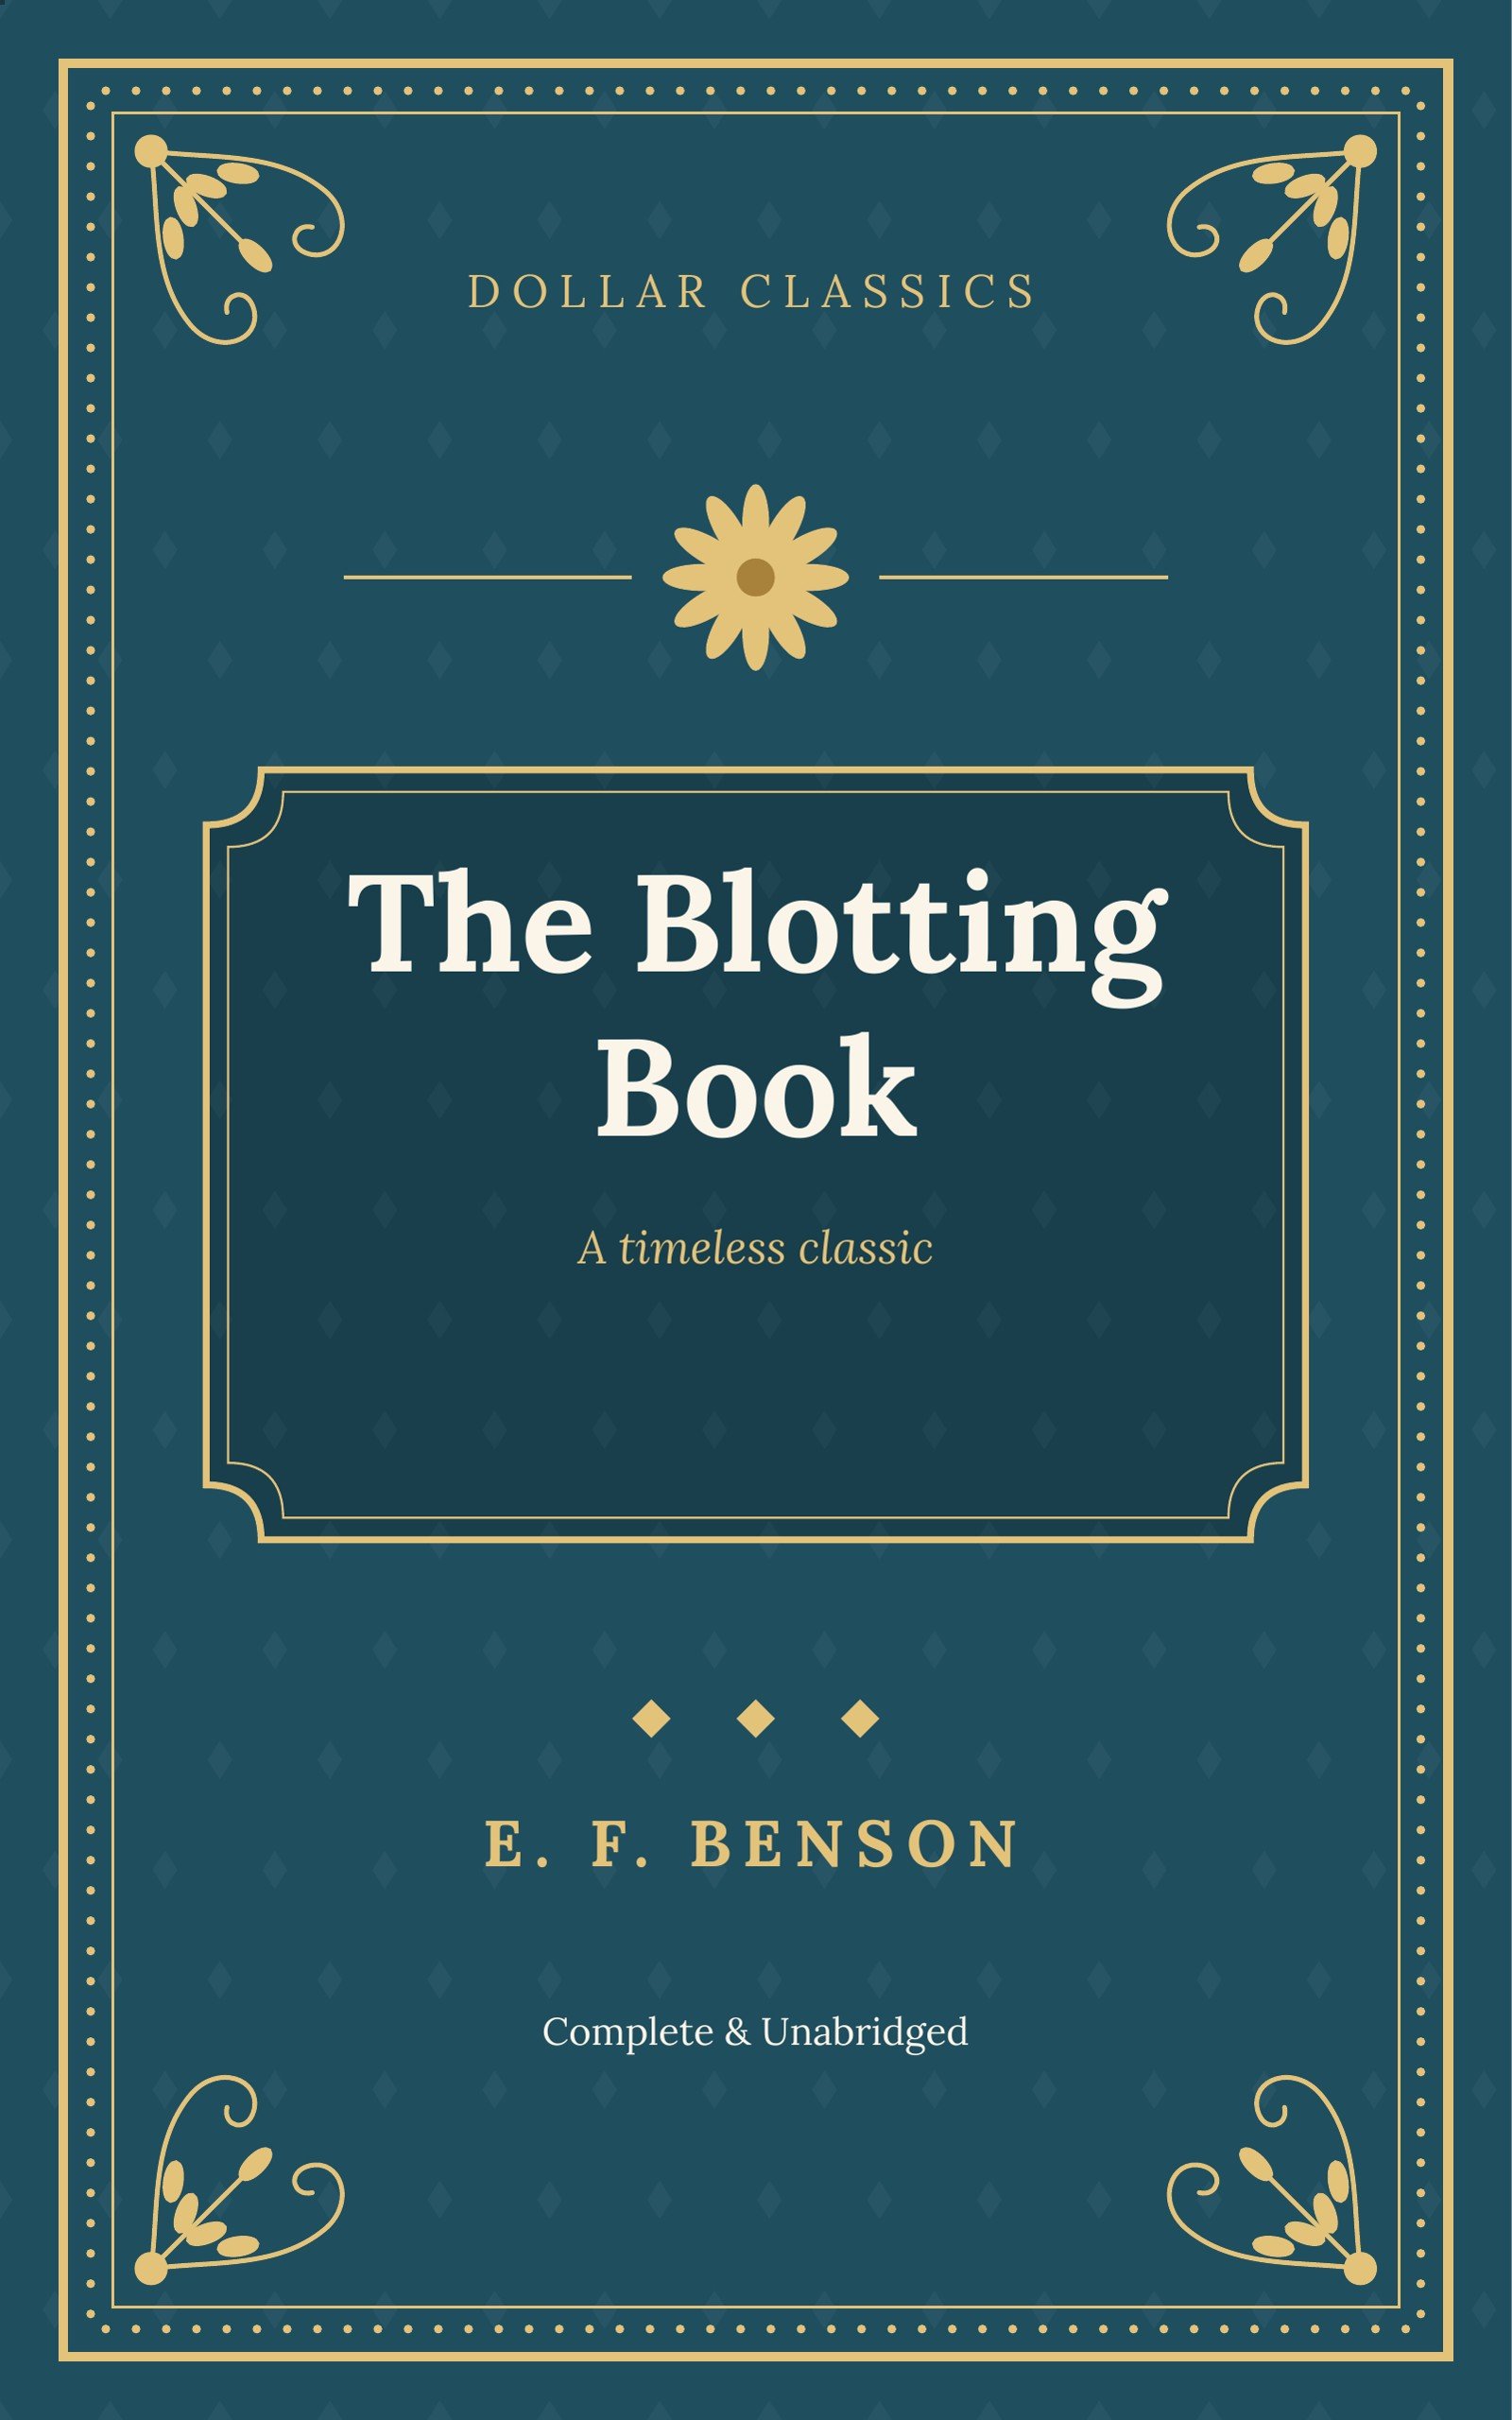 DOLLAR CLASSICS
The Blotting
Book
A timeless classic
E. F. BENSON
Complete & Unabridged